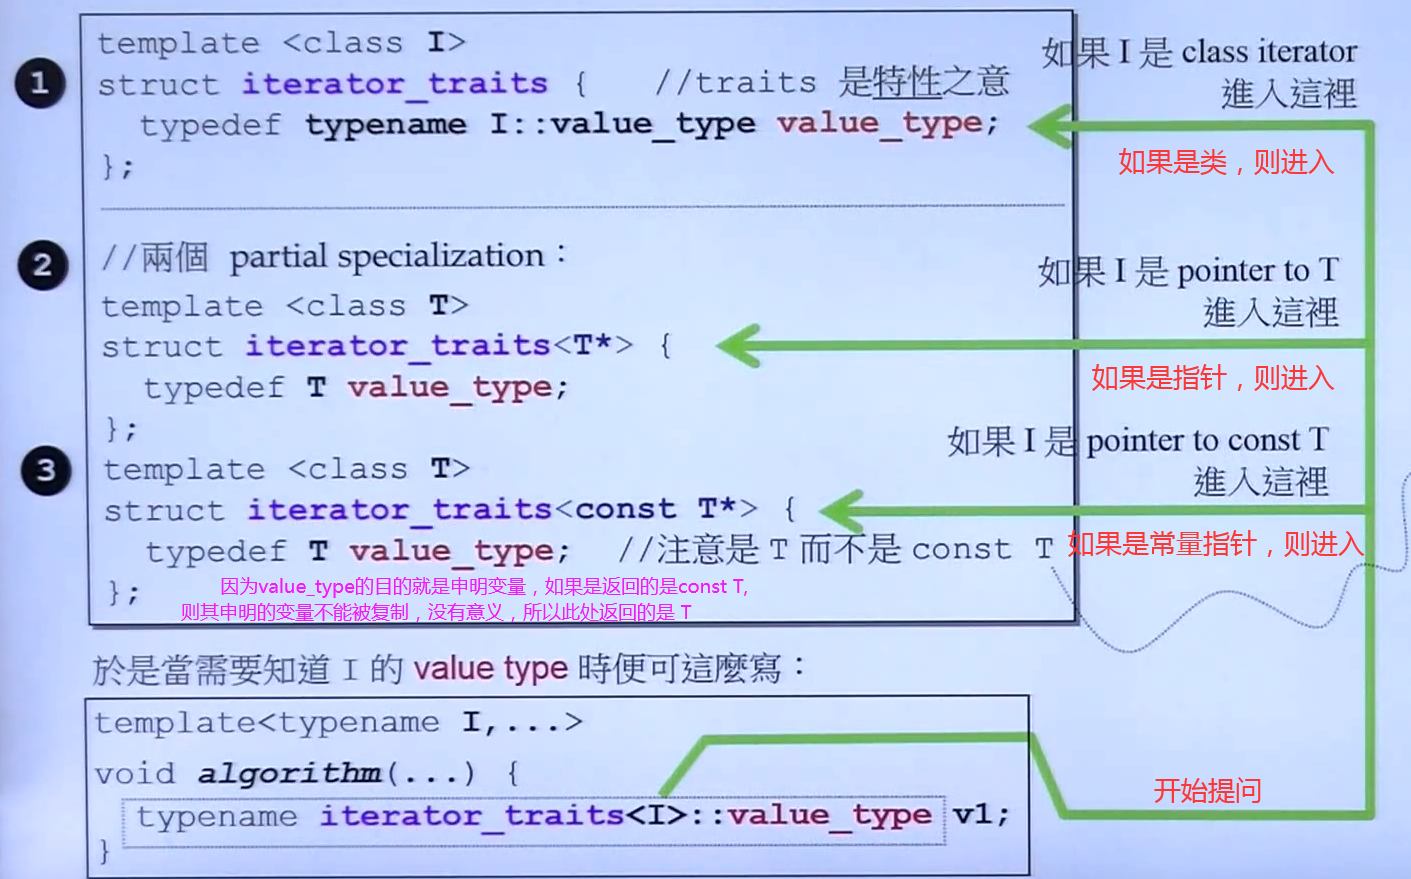 ❶
template <class I>
struct iterator_traits {   //traits 是特性之意
typedef typename I::value_type value_type;
};
如果 I 是 class iterator
進入這裡
如果是类，则进入
❷
//兩個 partial specialization：
template <class T>
struct iterator_traits<T*> {
typedef T value_type;
};
如果 I 是 pointer to T
進入這裡
如果是指针，则进入
❸
template <class T>
struct iterator_traits<const T*> {
typedef T value_type;   //注意是 T 而不是 const T
};
如果 I 是 pointer to const T
進入這裡
如果是常量指针，则进入
因为value_type的目的就是申明变量，如果是返回的是const T,
则其申明的变量不能被复制，没有意义，所以此处返回的是 T
於是當需要知道 I 的 value type 時便可這麼寫：
template<typename I,...>
void algorithm(...) {
typename iterator_traits<I>::value_type v1;
}
开始提问